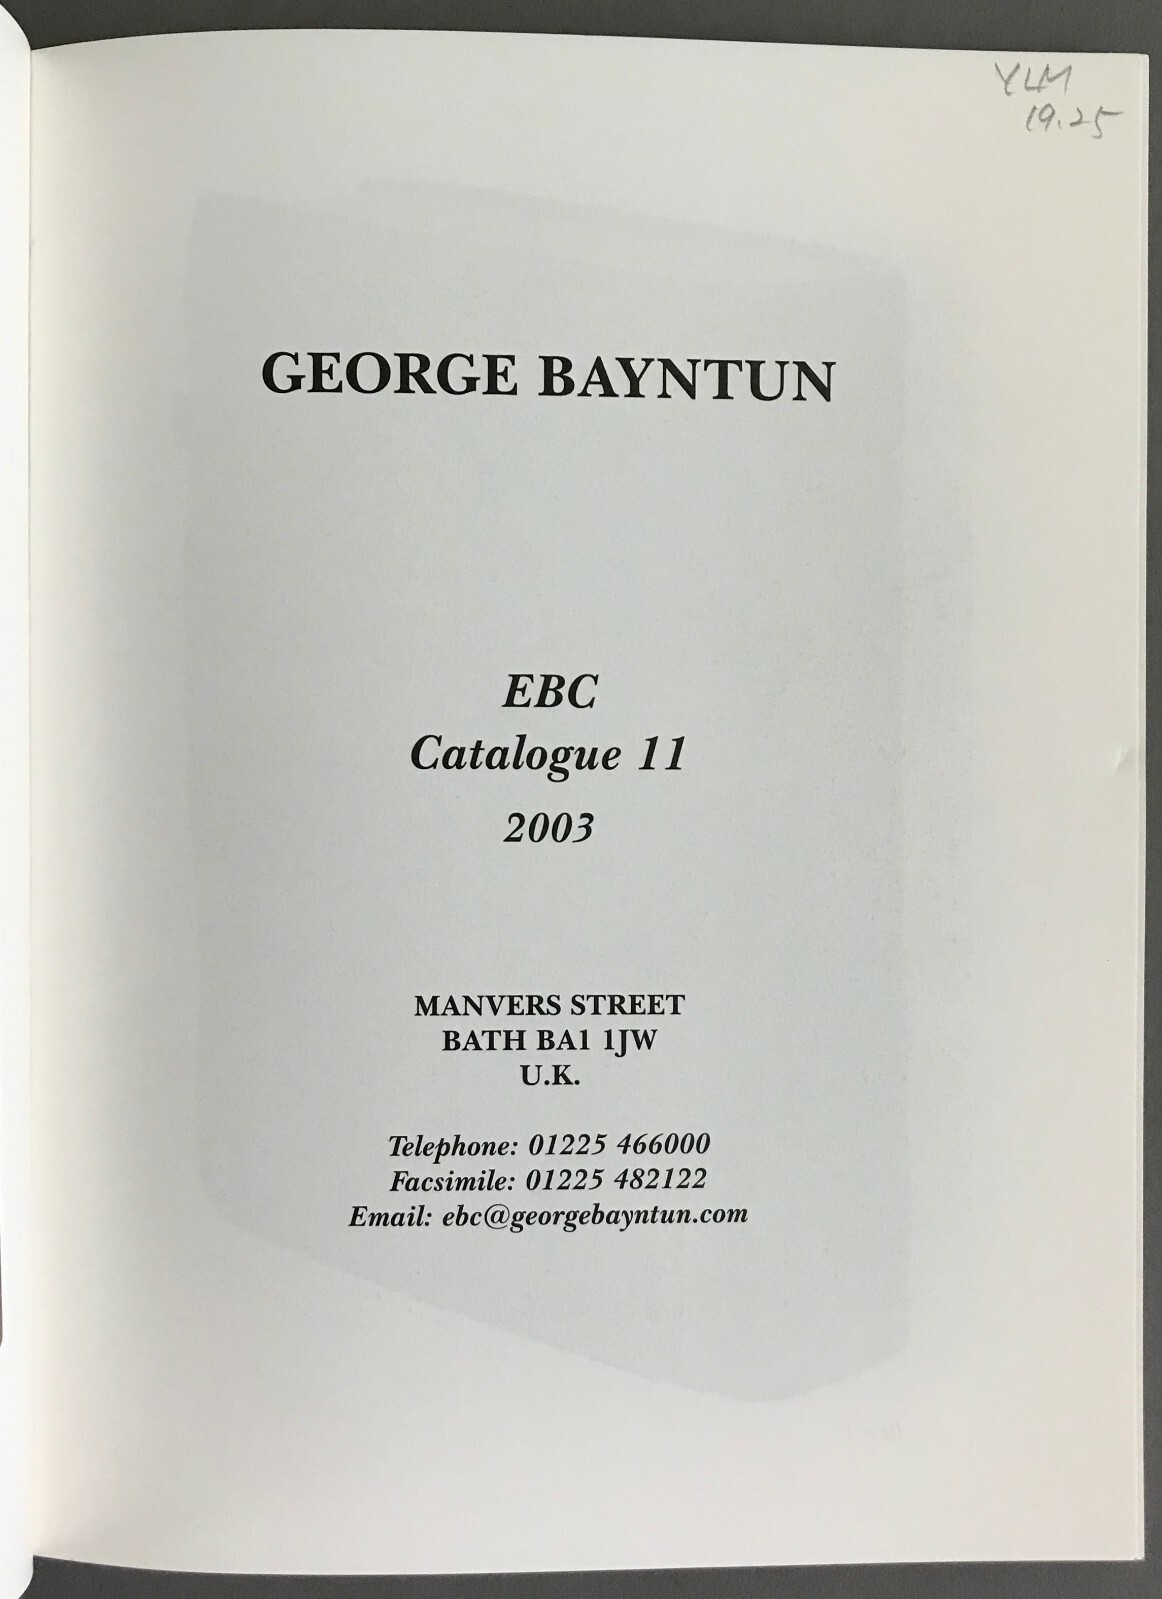 YLM
19.25
GEORGE BAYNTUN
EBC
Catalogue 11
2003
MANVERS STREET
BATH BA1 1JW
U.K.
Telephone: 01225 466000
Facsimile: 01225 482122
Email: ebc@georgebayntun.com